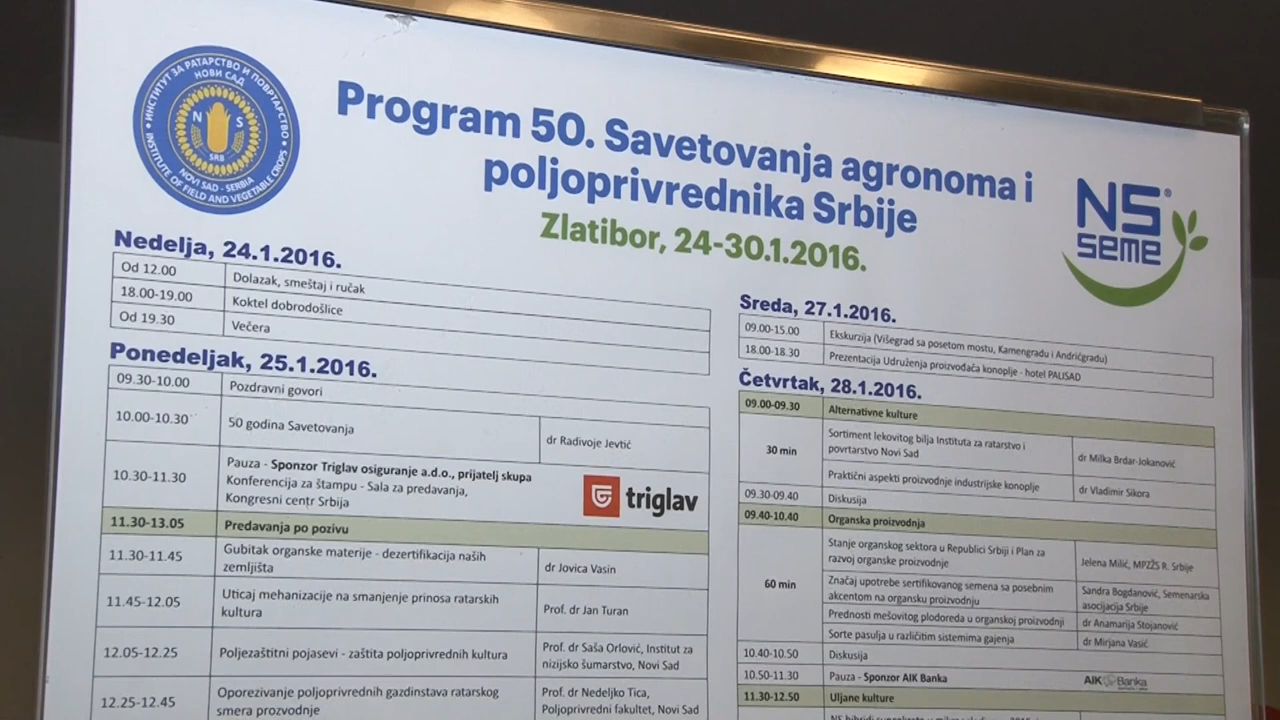 ИНСТИТУТ ЗА РАТАРСТВО И ПОВРТАРСТВО
НОВИ САД
N S
SRB
NOVI SAD - SERBIA
INSTITUTE OF FIELD AND VEGETABLE CROPS
Program 50. Savetovanja agronoma i
poljoprivrednika Srbije
Zlatibor, 24-30.1.2016.
NS®
seme
Nedelja, 24.1.2016.
Od 12.00 Dolazak, smeštaj i ručak
18.00-19.00 Koktel dobrodošlice
Od 19.30 Večera
Ponedeljak, 25.1.2016.
09.30-10.00 Pozdravni govori
10.00-10.30 50 godina Savetovanja dr Radivoje Jevtić
10.30-11.30 Pauza - Sponzor Triglav osiguranje a.d.o., prijatelj skupa
Konferencija za štampu - Sala za predavanja,
Kongresni centr Srbija
triglav
11.30-13.05 Predavanja po pozivu
11.30-11.45 Gubitak organske materije - dezertifikacija naših
zemljišta dr Jovica Vasin
11.45-12.05 Uticaj mehanizacije na smanjenje prinosa ratarskih
kultura Prof. dr Jan Turan
12.05-12.25 Poljezaštitni pojasevi - zaštita poljoprivrednih kultura Prof. dr Saša Orlović, Institut za
nizijsko šumarstvo, Novi Sad
12.25-12.45 Oporezivanje poljoprivrednih gazdinstava ratarskog
smera prozvodnje Prof. dr Nedeljko Tica,
Poljoprivredni fakultet, Novi Sad
Sreda, 27.1.2016.
09.00-15.00 Ekskurzija (Višegrad sa posetom mostu, Kamengradu i Andrićgradu)
18.00-18.30 Prezentacija Udruženja proizvođača konoplje - hotel PALISAD
Četvrtak, 28.1.2016.
09.00-09.30 Alternativne kulture
30 min Sortiment lekovitog bilja Instituta za ratarstvo i
povrtarstvo Novi Sad dr Milka Brdar-Jokanović
Praktični aspekti proizvodnje industrijske konoplje dr Vladimir Sikora
09.30-09.40 Diskusija
09.40-10.40 Organska proizvodnja
60 min Stanje organskog sektora u Republici Srbiji i Plan za
razvoj organske proizvodnje Jelena Milić, MPZŽS R. Srbije
Značaj upotrebe sertifikovanog semena sa posebnim
akcentom na organsku proizvodnju Sandra Bogdanović, Semenarska
asocijacija Srbije
Prednosti mešovitog plodoreda u organskoj proizvodnji dr Anamarija Stojanović
Sorte pasulja u različitim sistemima gajenja dr Mirjana Vasić
10.40-10.50 Diskusija
10.50-11.30 Pauza - Sponzor AIK Banka AIK Banka
11.30-12.50 Uljane kulture